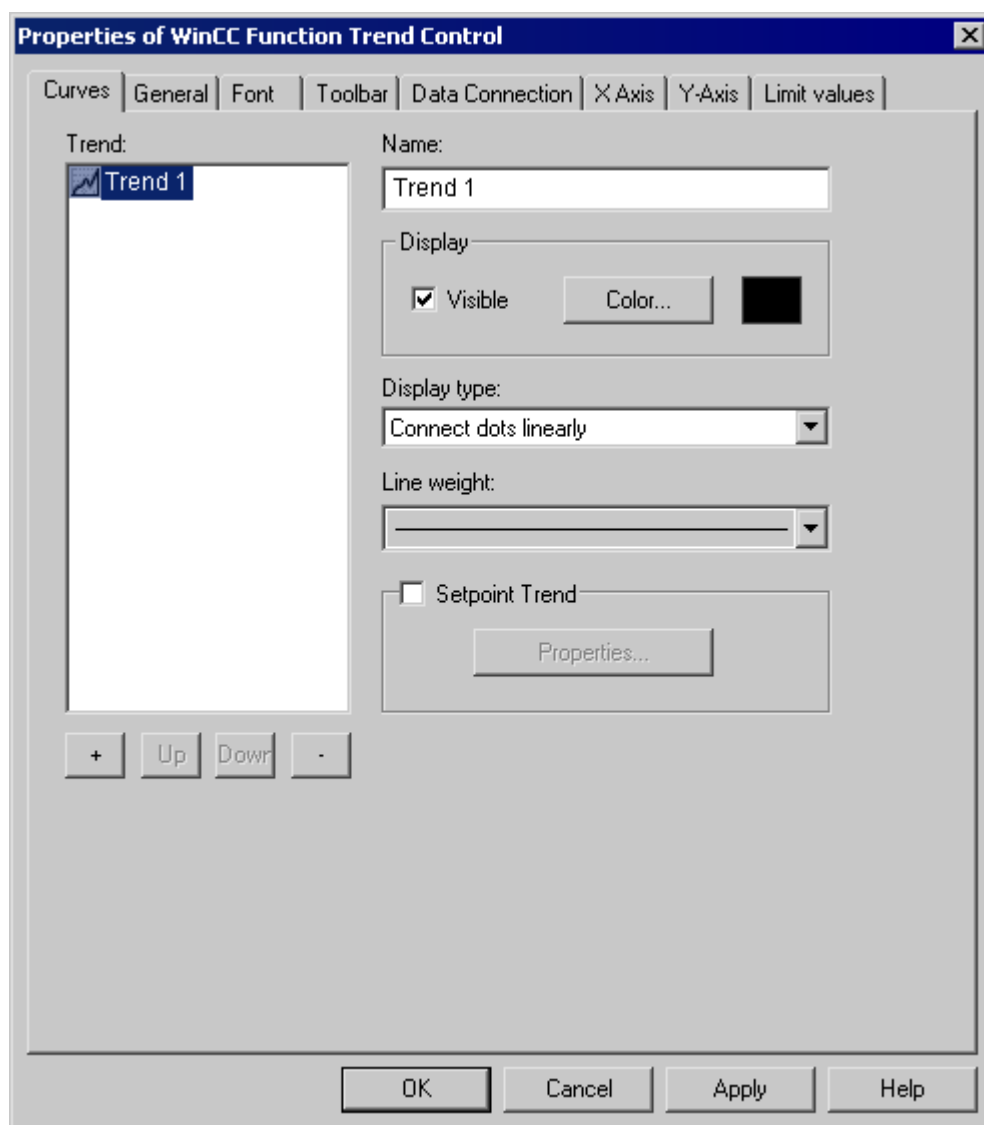 Properties of WinCC Function Trend Control
Curves General Font Toolbar Data Connection X Axis Y-Axis Limit values
Trend:
Trend 1
Name:
Trend 1
Display
Visible Color...
Display type:
Connect dots linearly
Line weight:
Setpoint Trend
Properties...
+ Up Down -
OK Cancel Apply Help